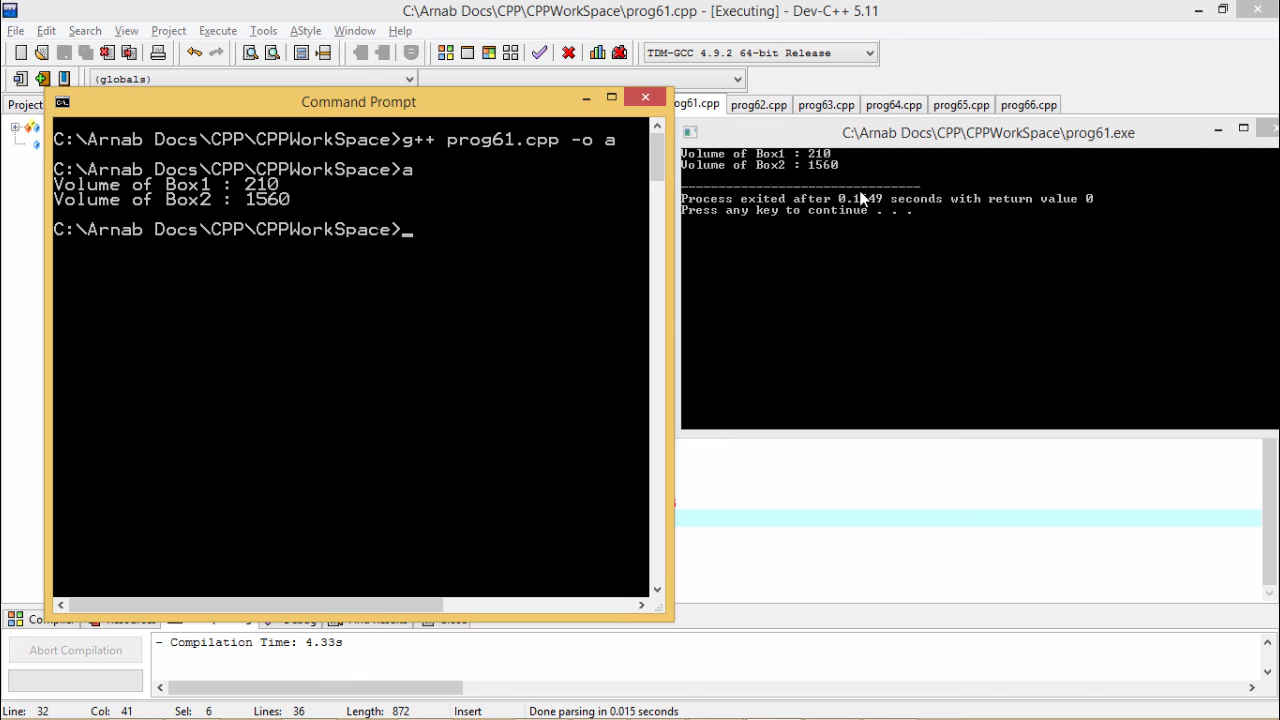 C:\Arnab Docs\CPP\CPPWorkSpace\prog61.cpp - [Executing] - Dev-C++ 5.11
File Edit Search View Project Execute Tools AStyle Window Help
TDM-GCC 4.9.2 64-bit Release
(globals)
Project
og61.cpp prog62.cpp prog63.cpp prog64.cpp prog65.cpp prog66.cpp
Command Prompt
C:\Arnab Docs\CPP\CPPWorkSpace>g++ prog61.cpp -o a
C:\Arnab Docs\CPP\CPPWorkSpace>a
Volume of Box1 : 210
Volume of Box2 : 1560
C:\Arnab Docs\CPP\CPPWorkSpace>_
C:\Arnab Docs\CPP\CPPWorkSpace\prog61.exe
Volume of Box1 : 210
Volume of Box2 : 1560
--------------------------------
Process exited after seconds with return value 0
Press any key to continue . . .
Abort Compilation
- Compilation Time: 4.33s
Line: 32 Col: 41 Sel: 6 Lines: 36 Length: 872 Insert Done parsing in 0.015 seconds